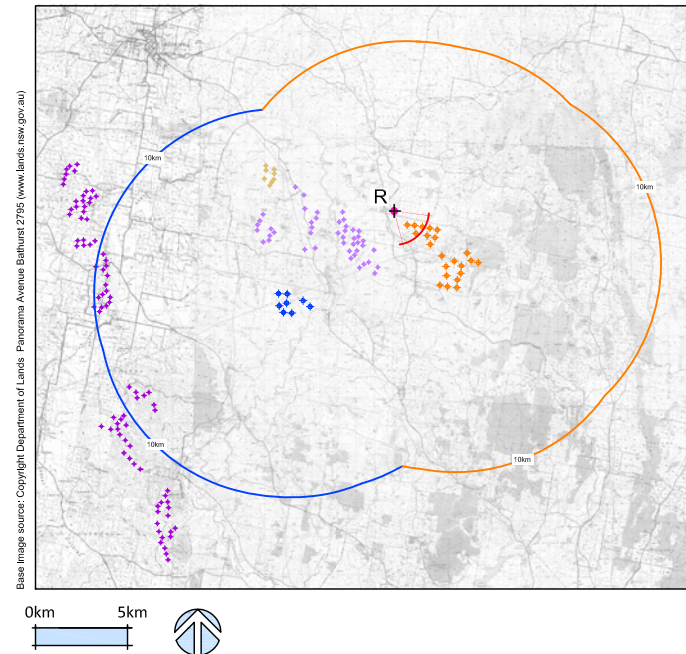 Base Image source: Copyright Department of Lands Panorama Avenue Bathurst 2795 (www.lands.nsw.gov.au)
10km
10km
R
10km
10km
0km 5km